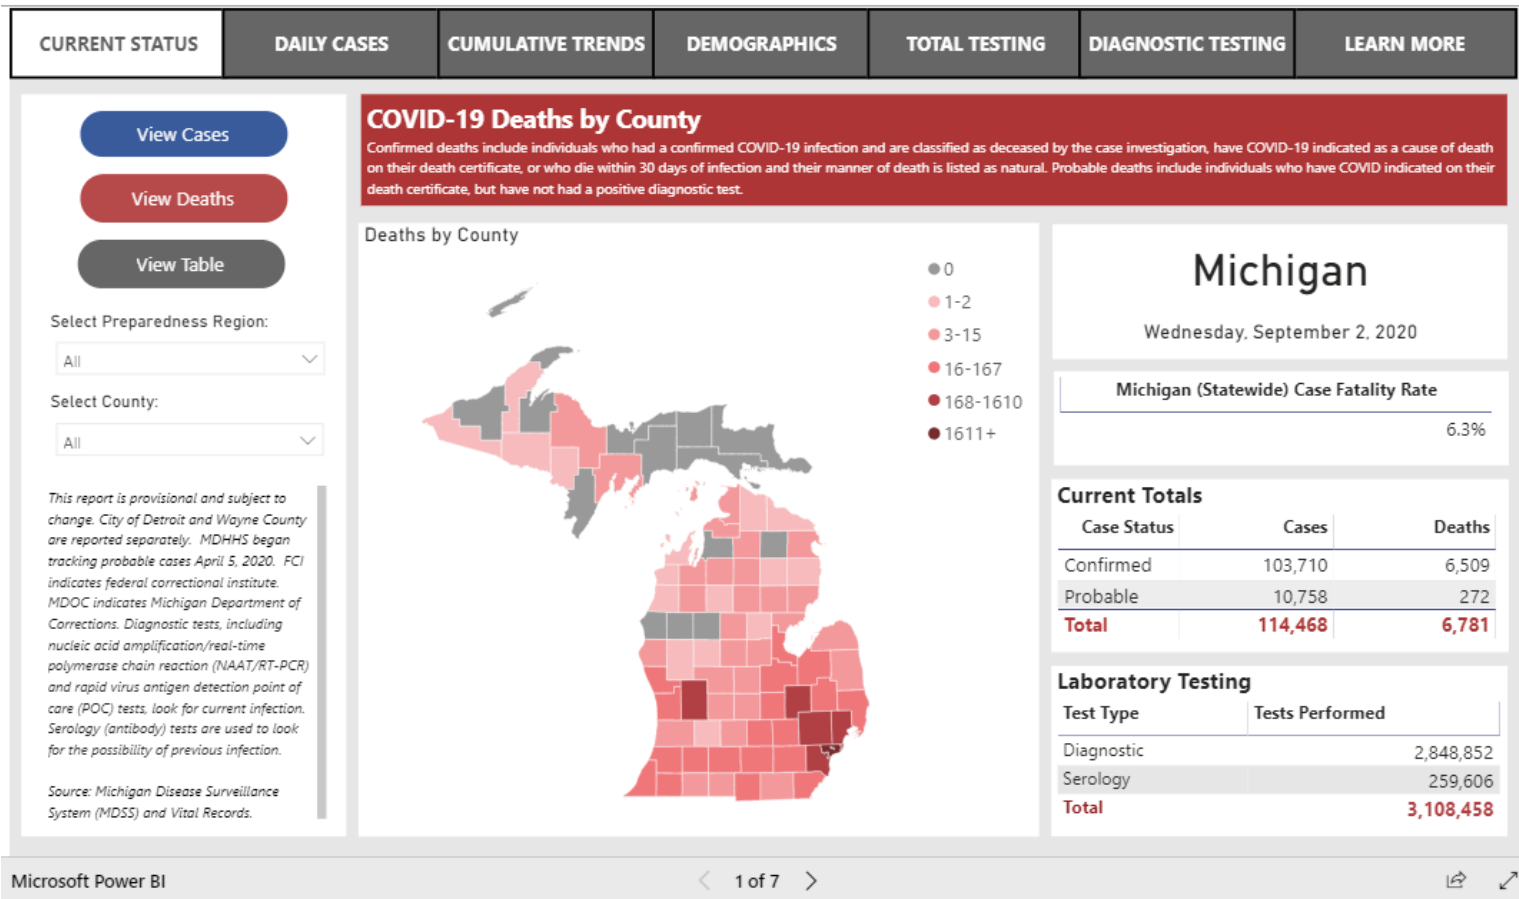 CURRENT STATUS
DAILY CASES
CUMULATIVE TRENDS
DEMOGRAPHICS
TOTAL TESTING
DIAGNOSTIC TESTING
LEARN MORE
View Cases
View Deaths
View Table
Select Preparedness Region:
All
Select County:
All
This report is provisional and subject to
change. City of Detroit and Wayne County
are reported separately. MDHHS began
tracking probable cases April 5, 2020. FCI
indicates federal correctional institute.
MDOC indicates Michigan Department of
Corrections. Diagnostic tests, including
nucleic acid amplification/real-time
polymerase chain reaction (NAAT/RT-PCR)
and rapid virus antigen detection point of
care (POC) tests, look for current infection.
Serology (antibody) tests are used to look
for the possibility of previous infection.
Source: Michigan Disease Surveillance
System (MDSS) and Vital Records.
COVID-19 Deaths by County
Confirmed deaths include individuals who had a confirmed COVID-19 infection and are classified as deceased by the case investigation, have COVID-19 indicated as a cause of death
on their death certificate, or who die within 30 days of infection and their manner of death is listed as natural. Probable deaths include individuals who have COVID indicated on their
death certificate, but have not had a positive diagnostic test.
Deaths by County
0
1-2
3-15
16-167
168-1610
1611+
Michigan
Wednesday, September 2, 2020
Michigan (Statewide) Case Fatality Rate
6.3%
Current Totals
Case Status Cases Deaths
Confirmed 103,710 6,509
Probable 10,758 272
Total 114,468 6,781
Laboratory Testing
Test Type Tests Performed
Diagnostic 2,848,852
Serology 259,606
Total 3,108,458
Microsoft Power BI
1 of 7